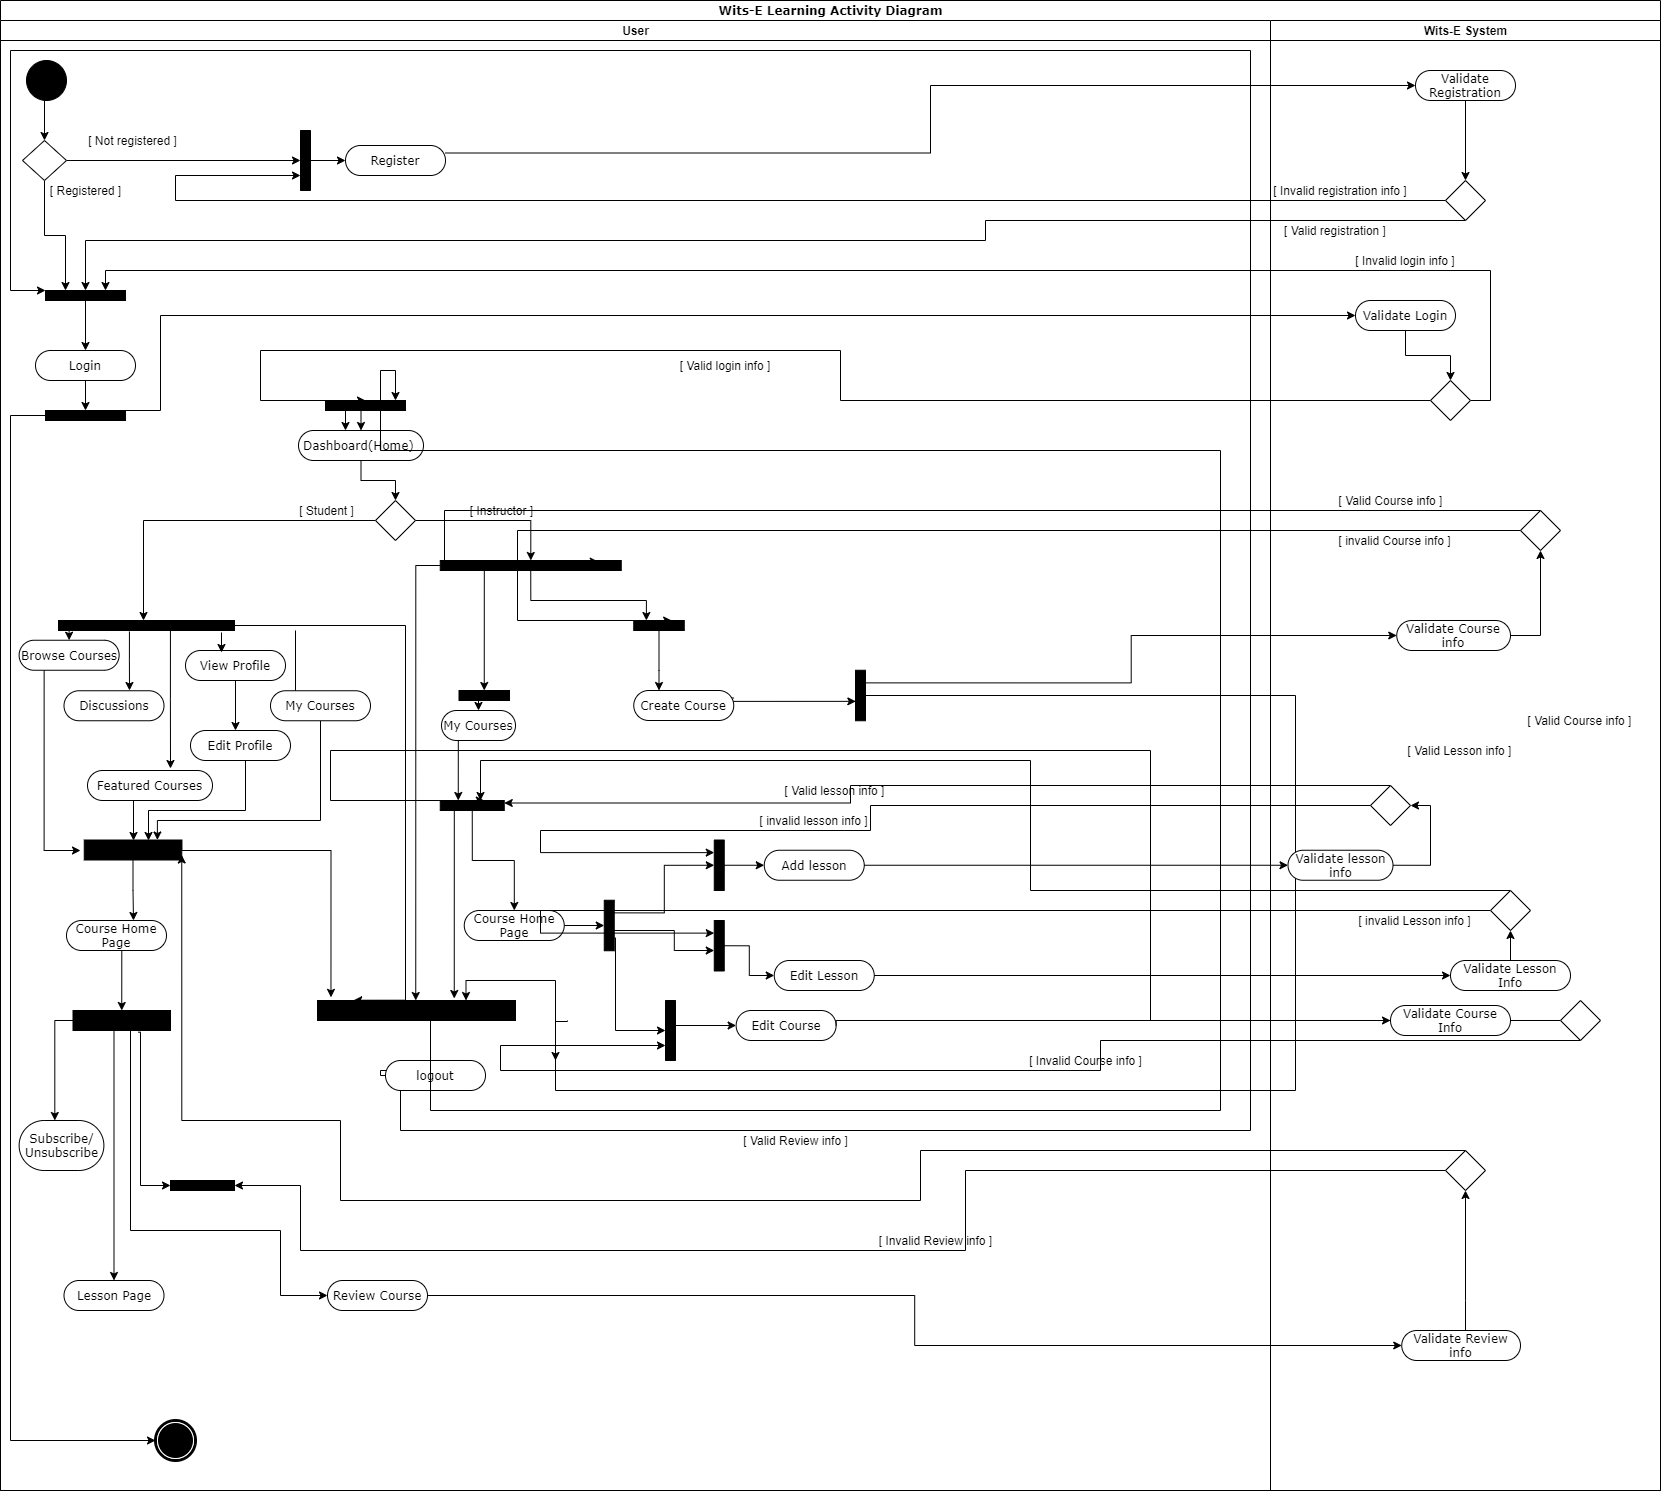 Wits-E Learning Activity Diagram
User
Wits-E System
Validate
Registration
[ Not registered ]
Register
[ Registered ]
[ Invalid registration info ]
[ Valid registration ]
[ Invalid login info ]
Validate Login
Login
[ Valid login info ]
Dashboard(Home)
[ Student ]
[ Instructor ]
[ Valid Course info ]
[ invalid Course info ]
Validate Course
info
Browse Courses
View Profile
Discussions
My Courses
Create Course
My Courses
[ Valid Course info ]
Edit Profile
[ Valid Lesson info ]
Featured Courses
[ Valid lesson info ]
[ invalid lesson info ]
Add lesson
Validate lesson
info
Course Home
Page
Course Home
Page
[ invalid Lesson info ]
Edit Lesson
Validate Lesson
Info
Edit Course
Validate Course
Info
[ Invalid Course info ]
logout
Subscribe/
Unsubscribe
[ Valid Review info ]
[ Invalid Review info ]
Lesson Page
Review Course
Validate Review
info